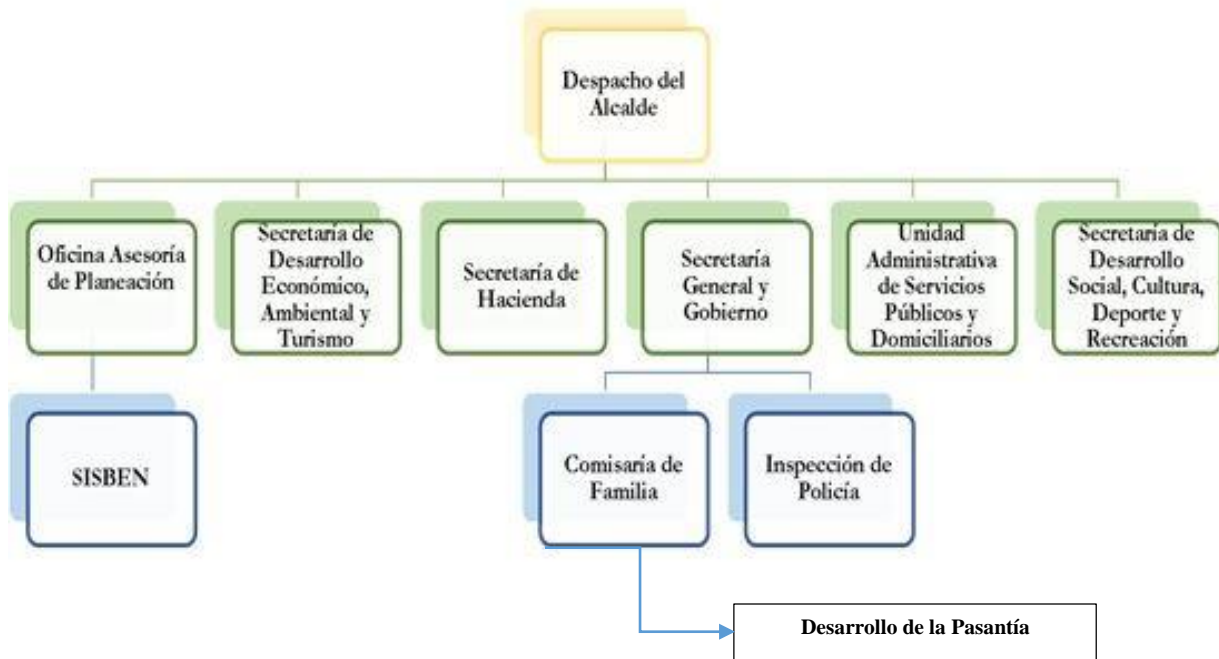 Despacho del
Alcalde
Oficina Asesoría
de Planeación
Secretaría de
Desarrollo
Económico,
Ambiental y
Turismo
Secretaría de
Hacienda
Secretaría
General y
Gobierno
Unidad
Administrativa
de Servicios
Públicos y
Domiciliarios
Secretaría de
Desarrollo
Social, Cultura,
Deporte y
Recreación
SISBEN
Comisaría de
Familia
Inspección de
Policía
Desarrollo de la Pasantía